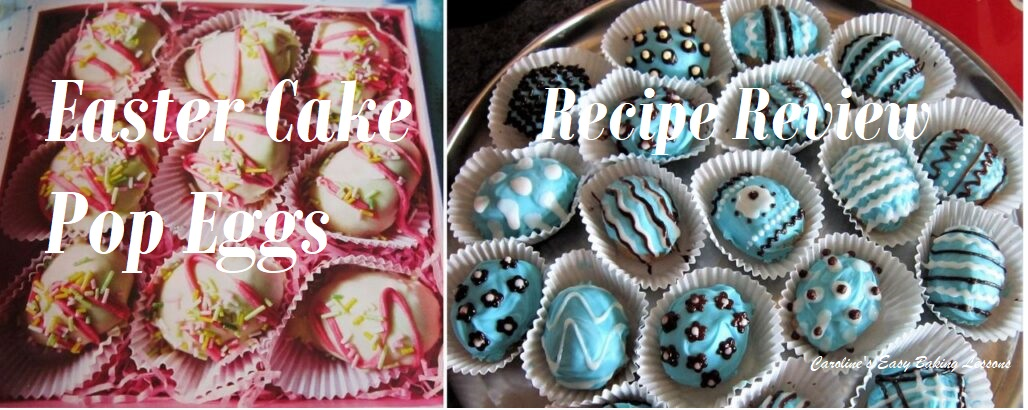 Easter Cake
Pop Eggs
Recipe Review
Caroline's Easy Baking Lessons